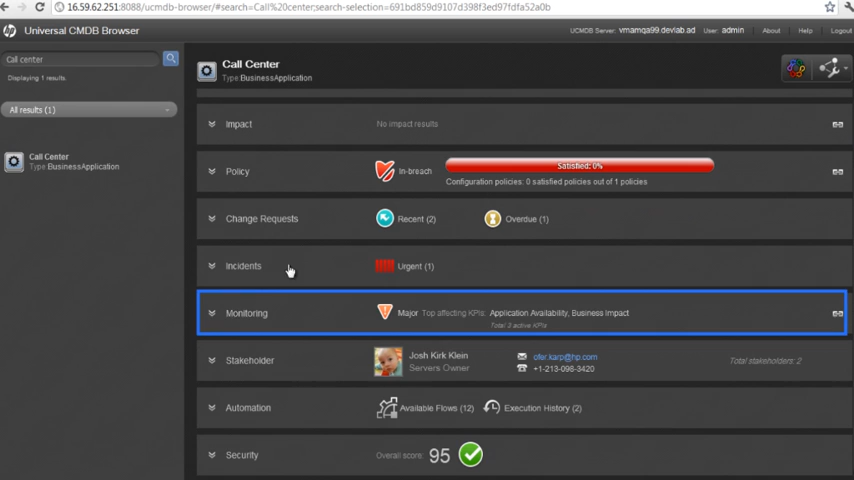 16.59.62.251:8088/ucmdb-browser/#search=Call%20center;search-selection=691bd859d9107d398f3ed97fdfa52a0b
hp Universal CMDB Browser
UCMDB Server: vmamqa99.devlab.ad User: admin About Help Logout
Call center
Displaying 1 results
All results (1)
Call Center
Type:BusinessApplication
Call Center
Type:BusinessApplication
Impact No impact results
Policy In-breach Satisfied: 0%
Configuration policies: 0 satisfied policies out of 1 policies
Change Requests Recent (2) Overdue (1)
Incidents Urgent (1)
Monitoring Major Top affecting KPIs: Application Availability, Business Impact
Total: 3 active KPIs
Stakeholder Josh Kirk Klein ofer.karp@hp.com Total stakeholders: 2
Servers Owner +1-213-098-3420
Automation Available Flows (12) Execution History (2)
Security Overall score: 95